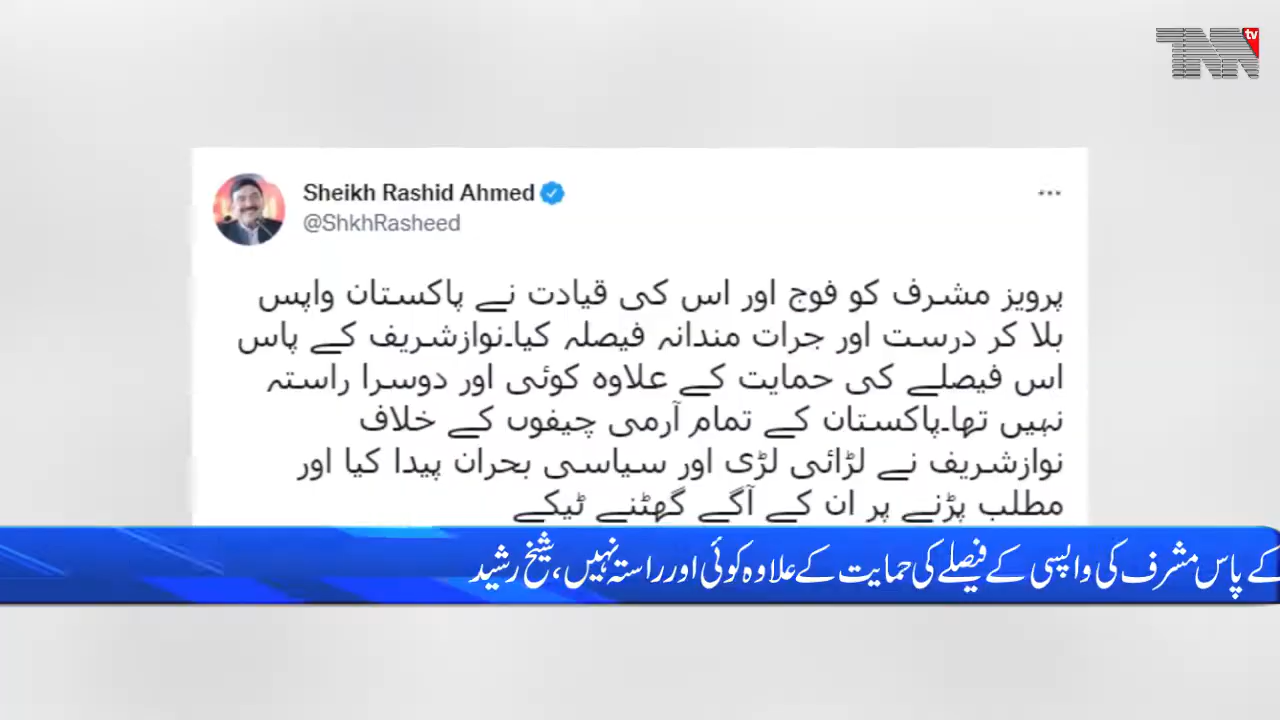 TNN tv
Sheikh Rashid Ahmed
@ShkhRasheed
پرویز مشرف کو فوج اور اس کی قیادت نے پاکستان واپس
بلا کر درست اور جرات مندانہ فیصلہ کیا۔نوازشریف کے پاس
اس فیصلے کی حمایت کے علاوہ کوئی اور دوسرا راستہ
نہیں تھا۔پاکستان کے تمام آرمی چیفوں کے خلاف
نوازشریف نے لڑائی لڑی اور سیاسی بحران پیدا کیا اور
مطلب پڑنے پر ان کے آگے گھٹنے ٹیکے
کے پاس مشرف کی واپسی کے فیصلے کی حمایت کے علاوہ کوئی اور راستہ نہیں، شیخ رشید